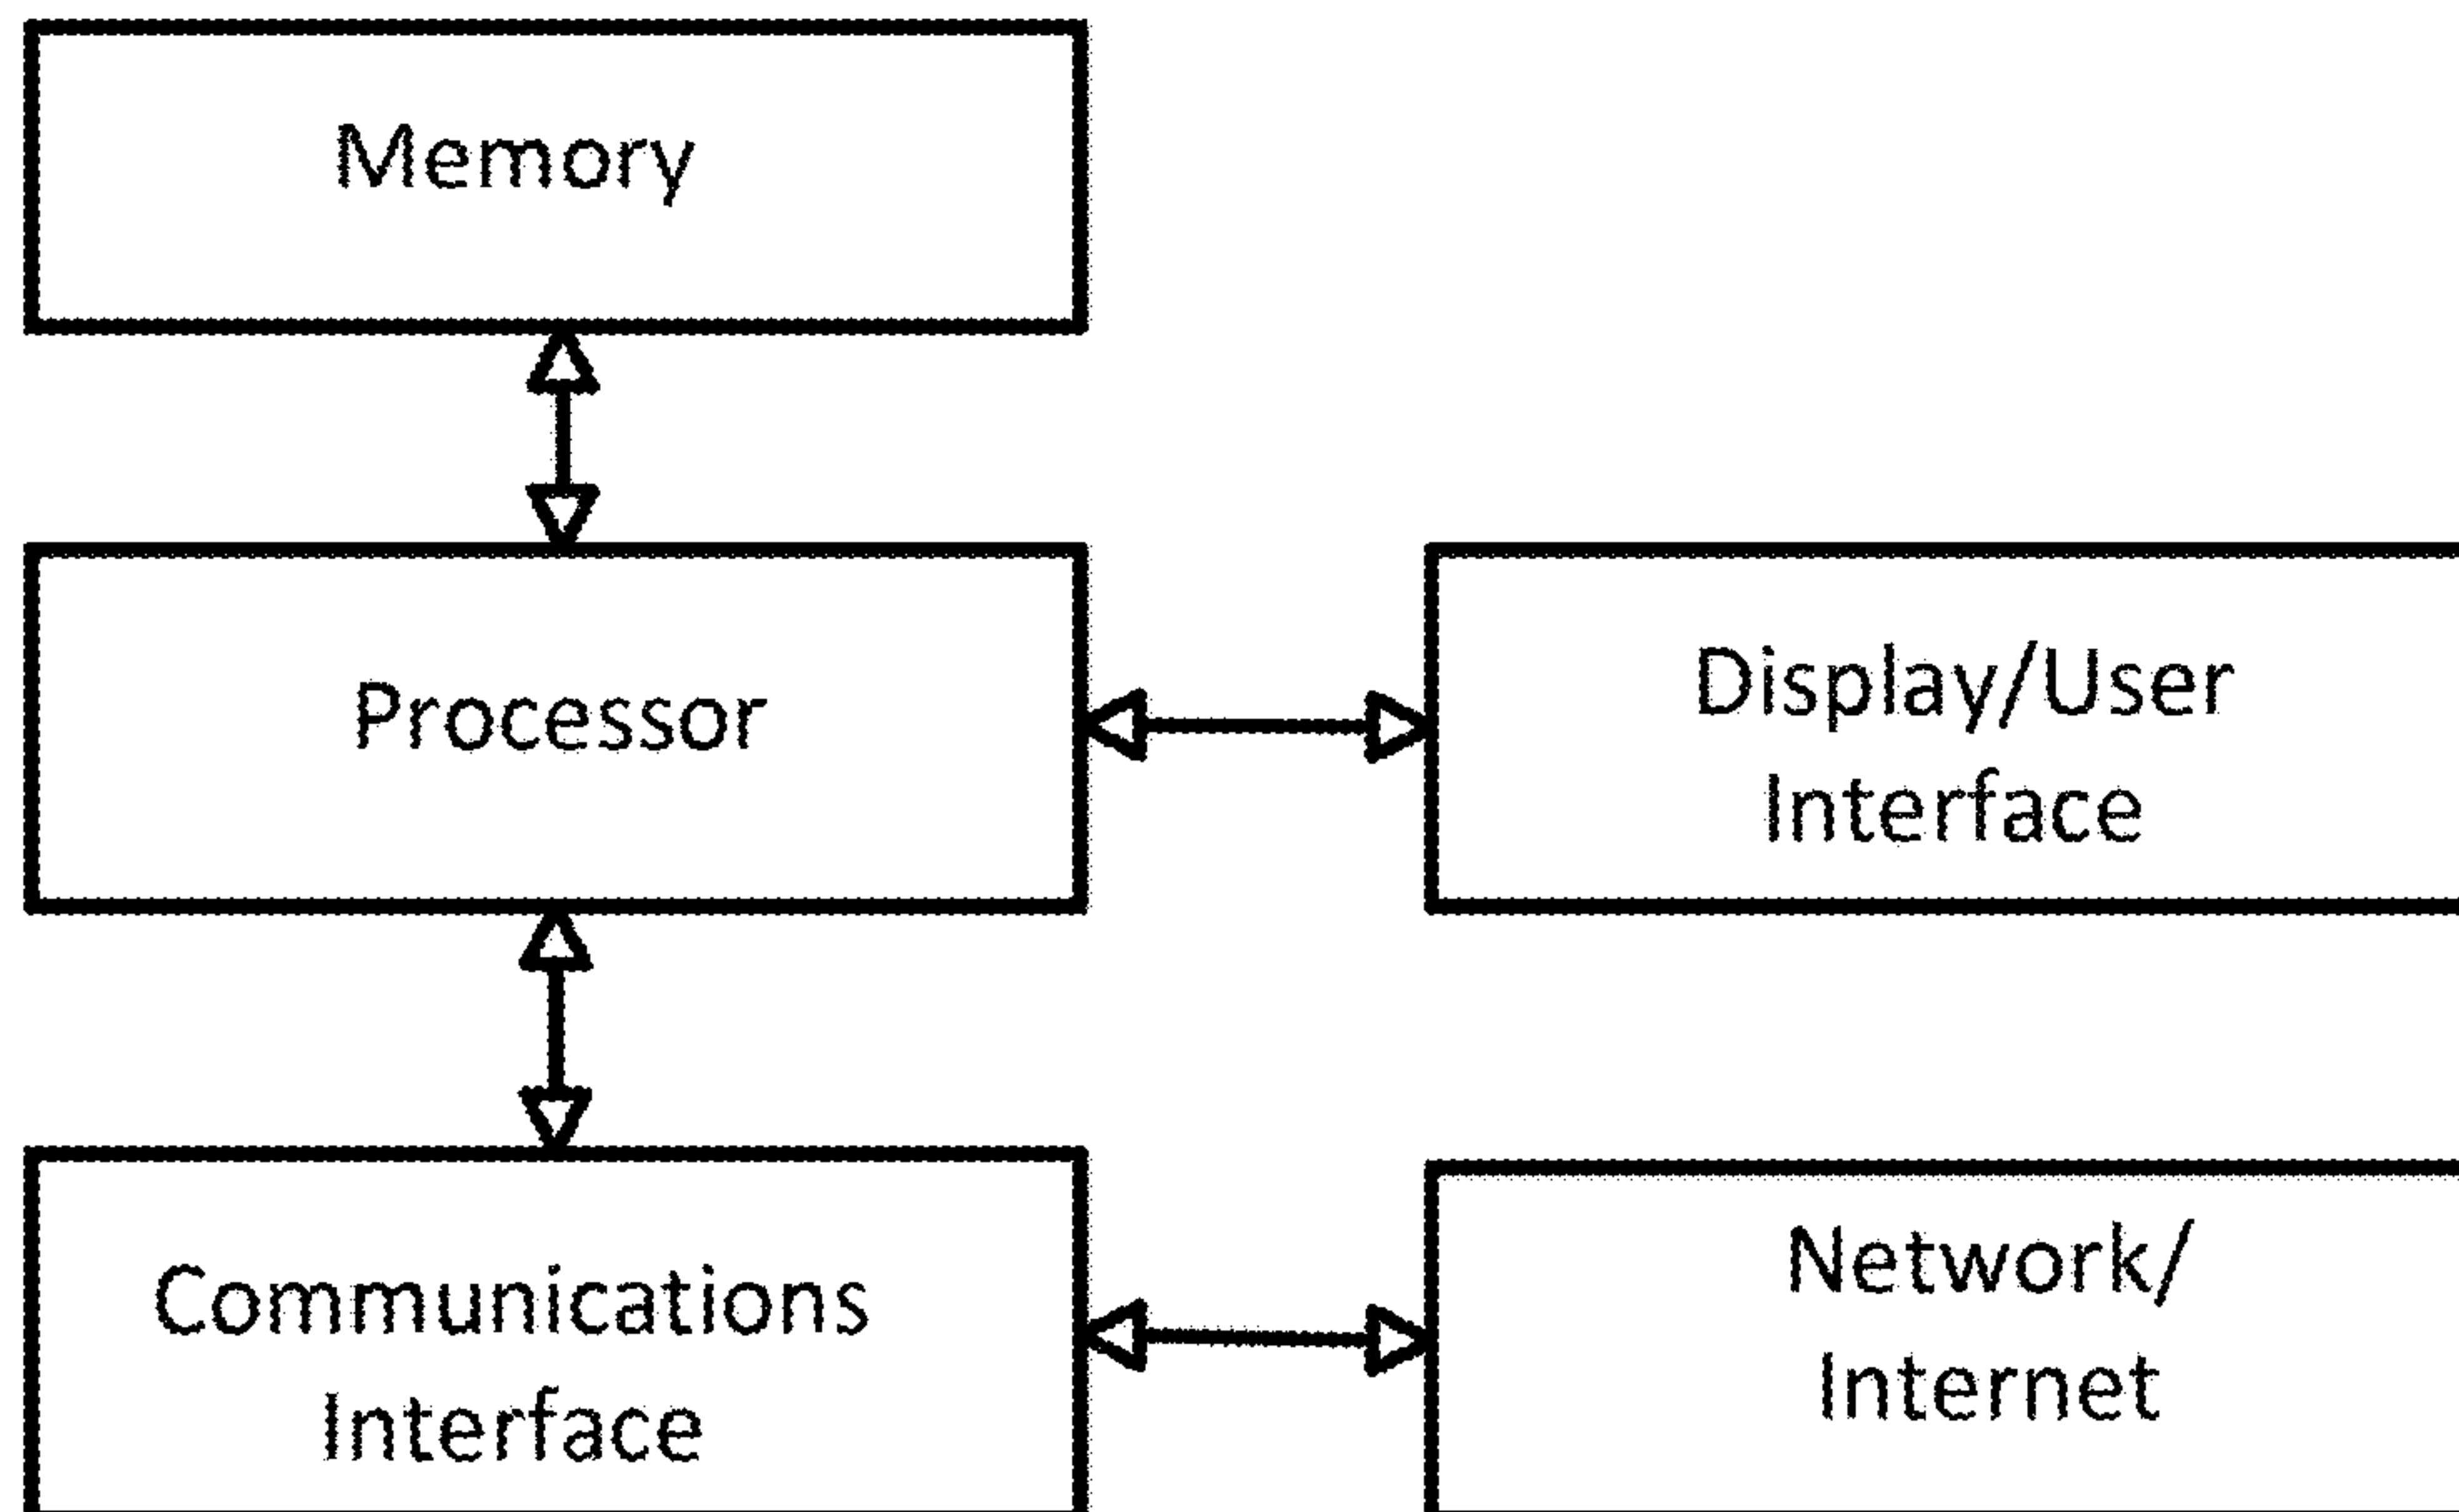 Memory
Processor
Display/User
Interface
Communications
Interface
Network/
Internet